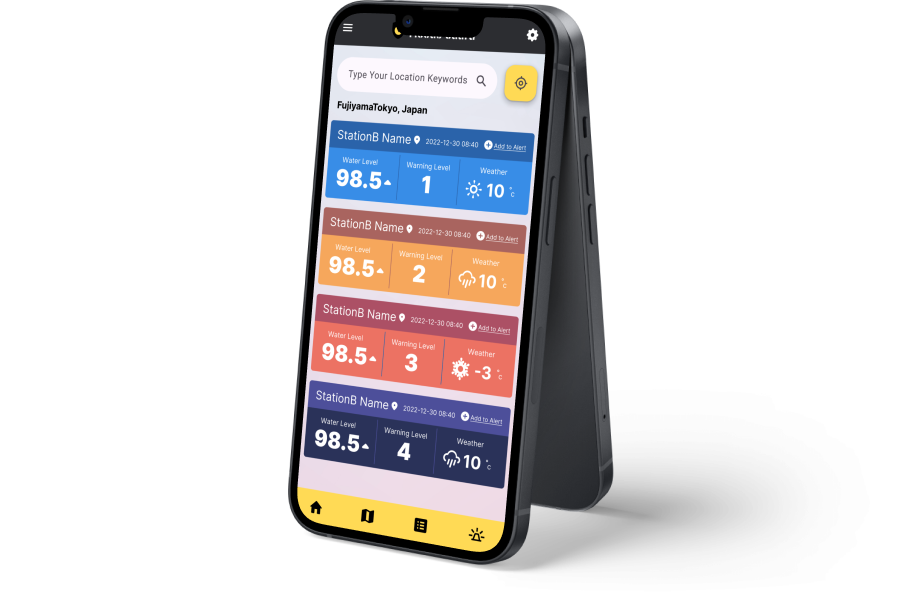 Type Your Location Keywords
FujiyamaTokyo, Japan
StationB Name 2022-12-30 08:40 Add to Alert
Water Level Warning Level Weather
98.5 1 10 °C
StationB Name 2022-12-30 08:40 Add to Alert
Water Level Warning Level Weather
98.5 2 10 °C
StationB Name 2022-12-30 08:40 Add to Alert
Water Level Warning Level Weather
98.5 3 -3 °C
StationB Name 2022-12-30 08:40 Add to Alert
Water Level Warning Level Weather
98.5 4 10 °C